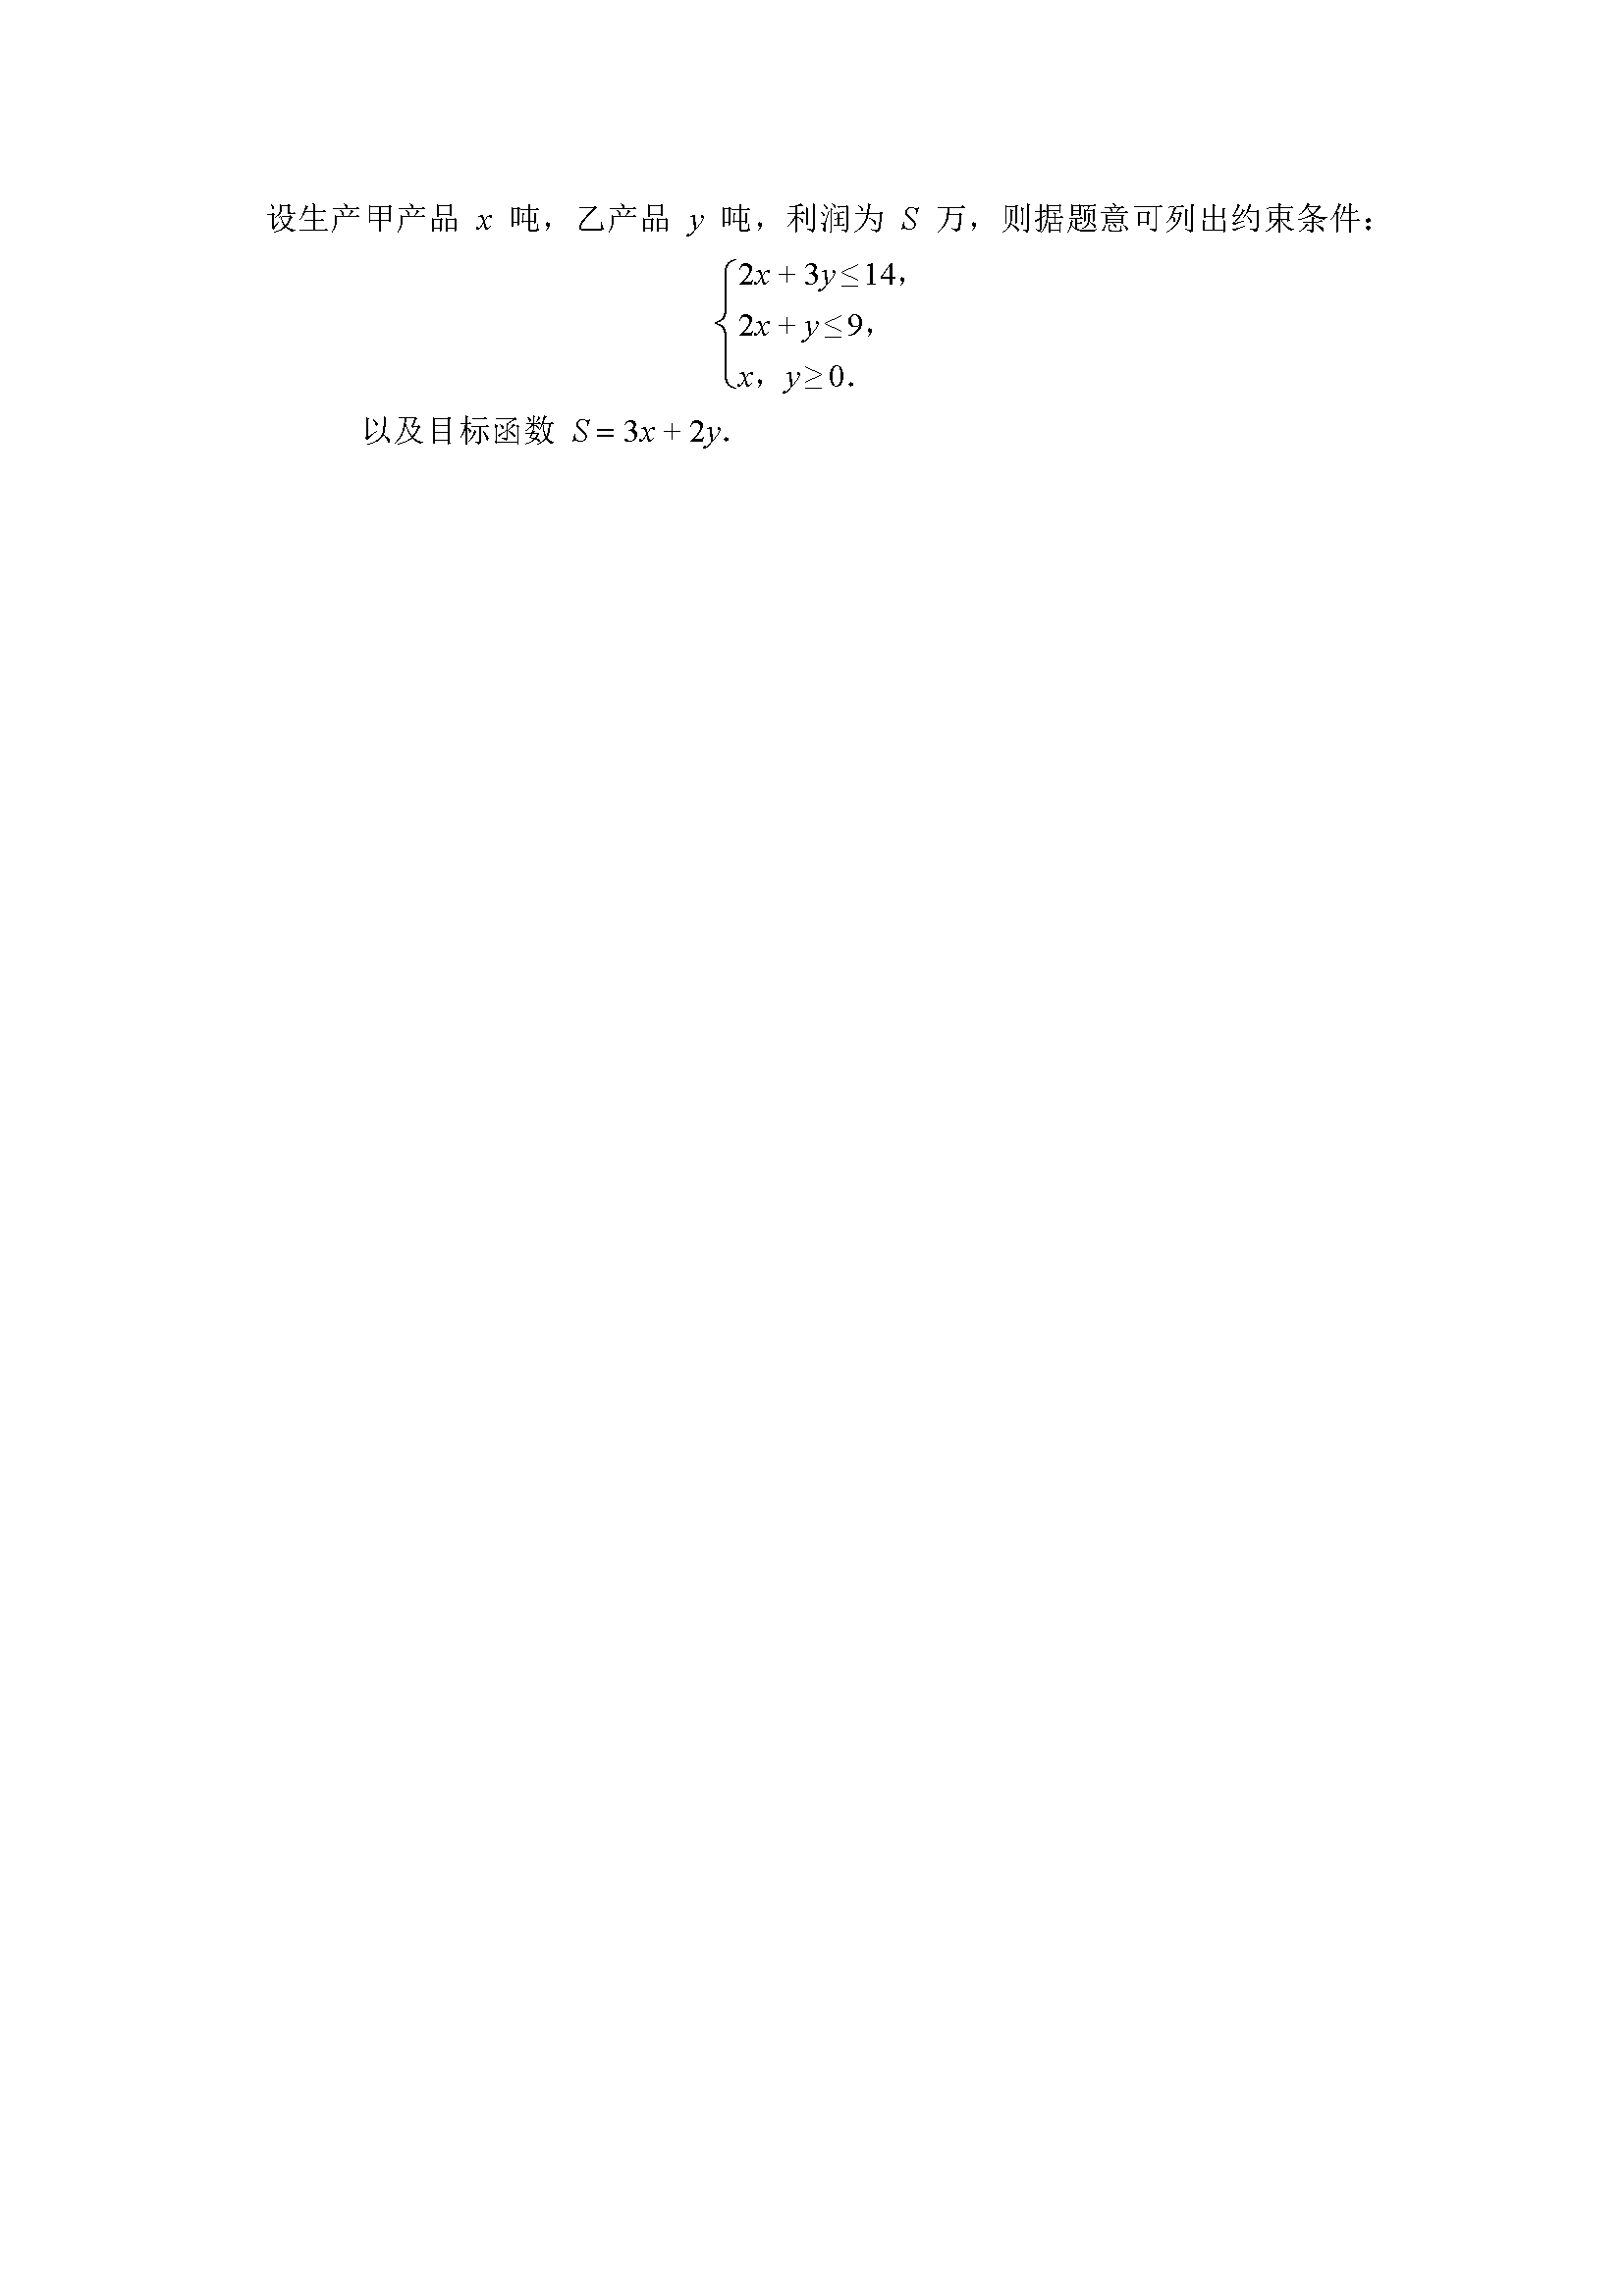 设生产甲产品 x 吨，乙产品 y 吨，利润为 S 万，则据题意可列出约束条件：
2x + 3y ≤ 14，
2x + y ≤ 9，
x，y ≥ 0．
以及目标函数 S = 3x + 2y．